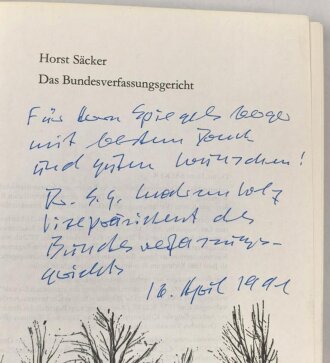 Horst Säcker
Das Bundesverfassungsgericht
Für Herrn Spiegelsberger
mit bestem Dank
und guten Wünschen!
E. G. Mahrenholz
Vizepräsident des
Bundesverfassungs-
gerichts
16. April 1991